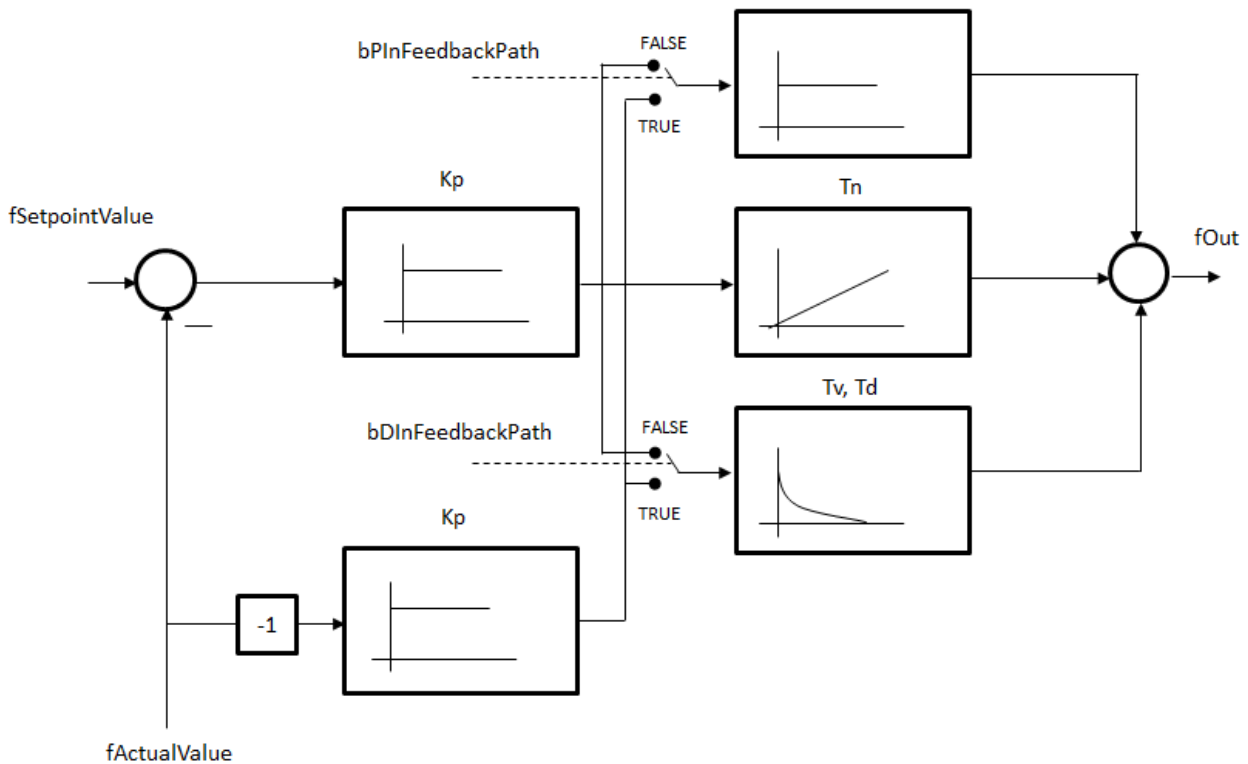 FALSE
bPInFeedbackPath
TRUE
Kp
Tn
fSetpointValue
fOut
—
Tv, Td
FALSE
bDInFeedbackPath
TRUE
Kp
-1
fActualValue